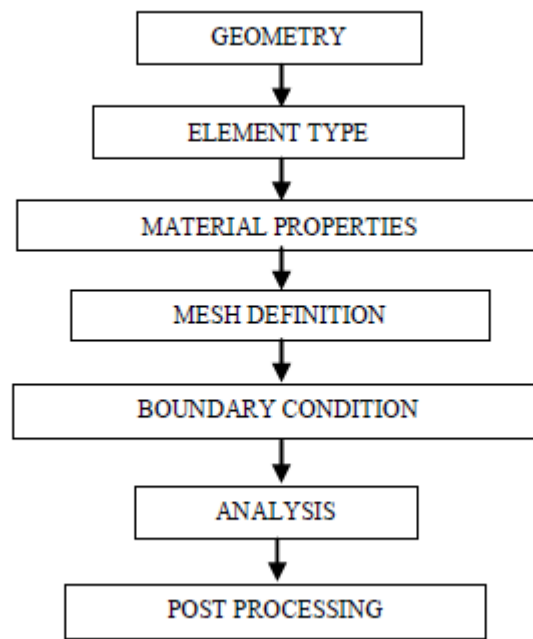 GEOMETRY
ELEMENT TYPE
MATERIAL PROPERTIES
MESH DEFINITION
BOUNDARY CONDITION
ANALYSIS
POST PROCESSING